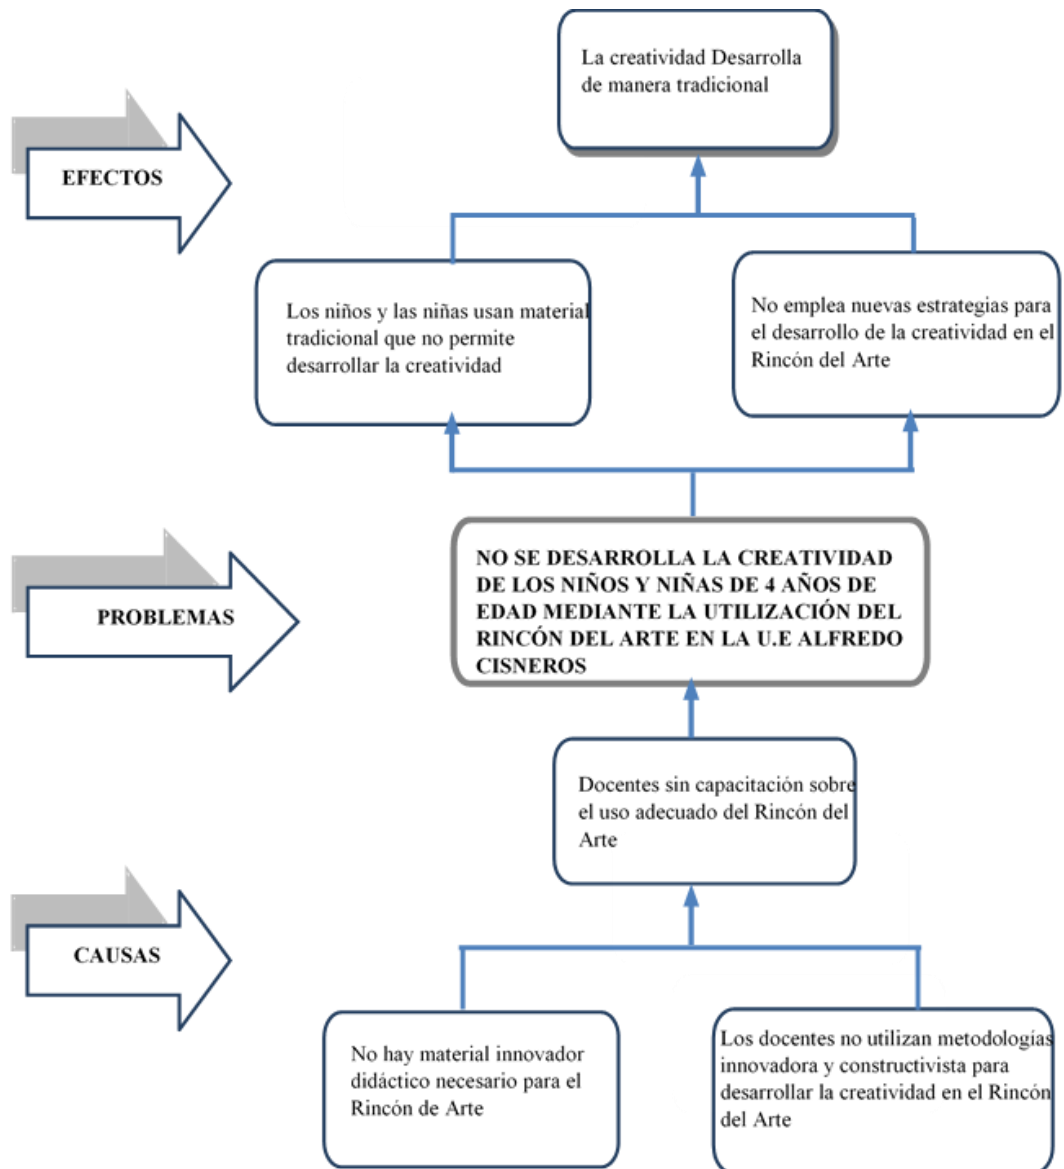 La creatividad Desarrolla
de manera tradicional
EFECTOS
Los niños y las niñas usan material
tradicional que no permite
desarrollar la creatividad
No emplea nuevas estrategias para
el desarrollo de la creatividad en el
Rincón del Arte
PROBLEMAS
NO SE DESARROLLA LA CREATIVIDAD
DE LOS NIÑOS Y NIÑAS DE 4 AÑOS DE
EDAD MEDIANTE LA UTILIZACIÓN DEL
RINCÓN DEL ARTE EN LA U.E ALFREDO
CISNEROS
Docentes sin capacitación sobre
el uso adecuado del Rincón del
Arte
CAUSAS
No hay material innovador
didáctico necesario para el
Rincón de Arte
Los docentes no utilizan metodologías
innovadora y constructivista para
desarrollar la creatividad en el Rincón
del Arte